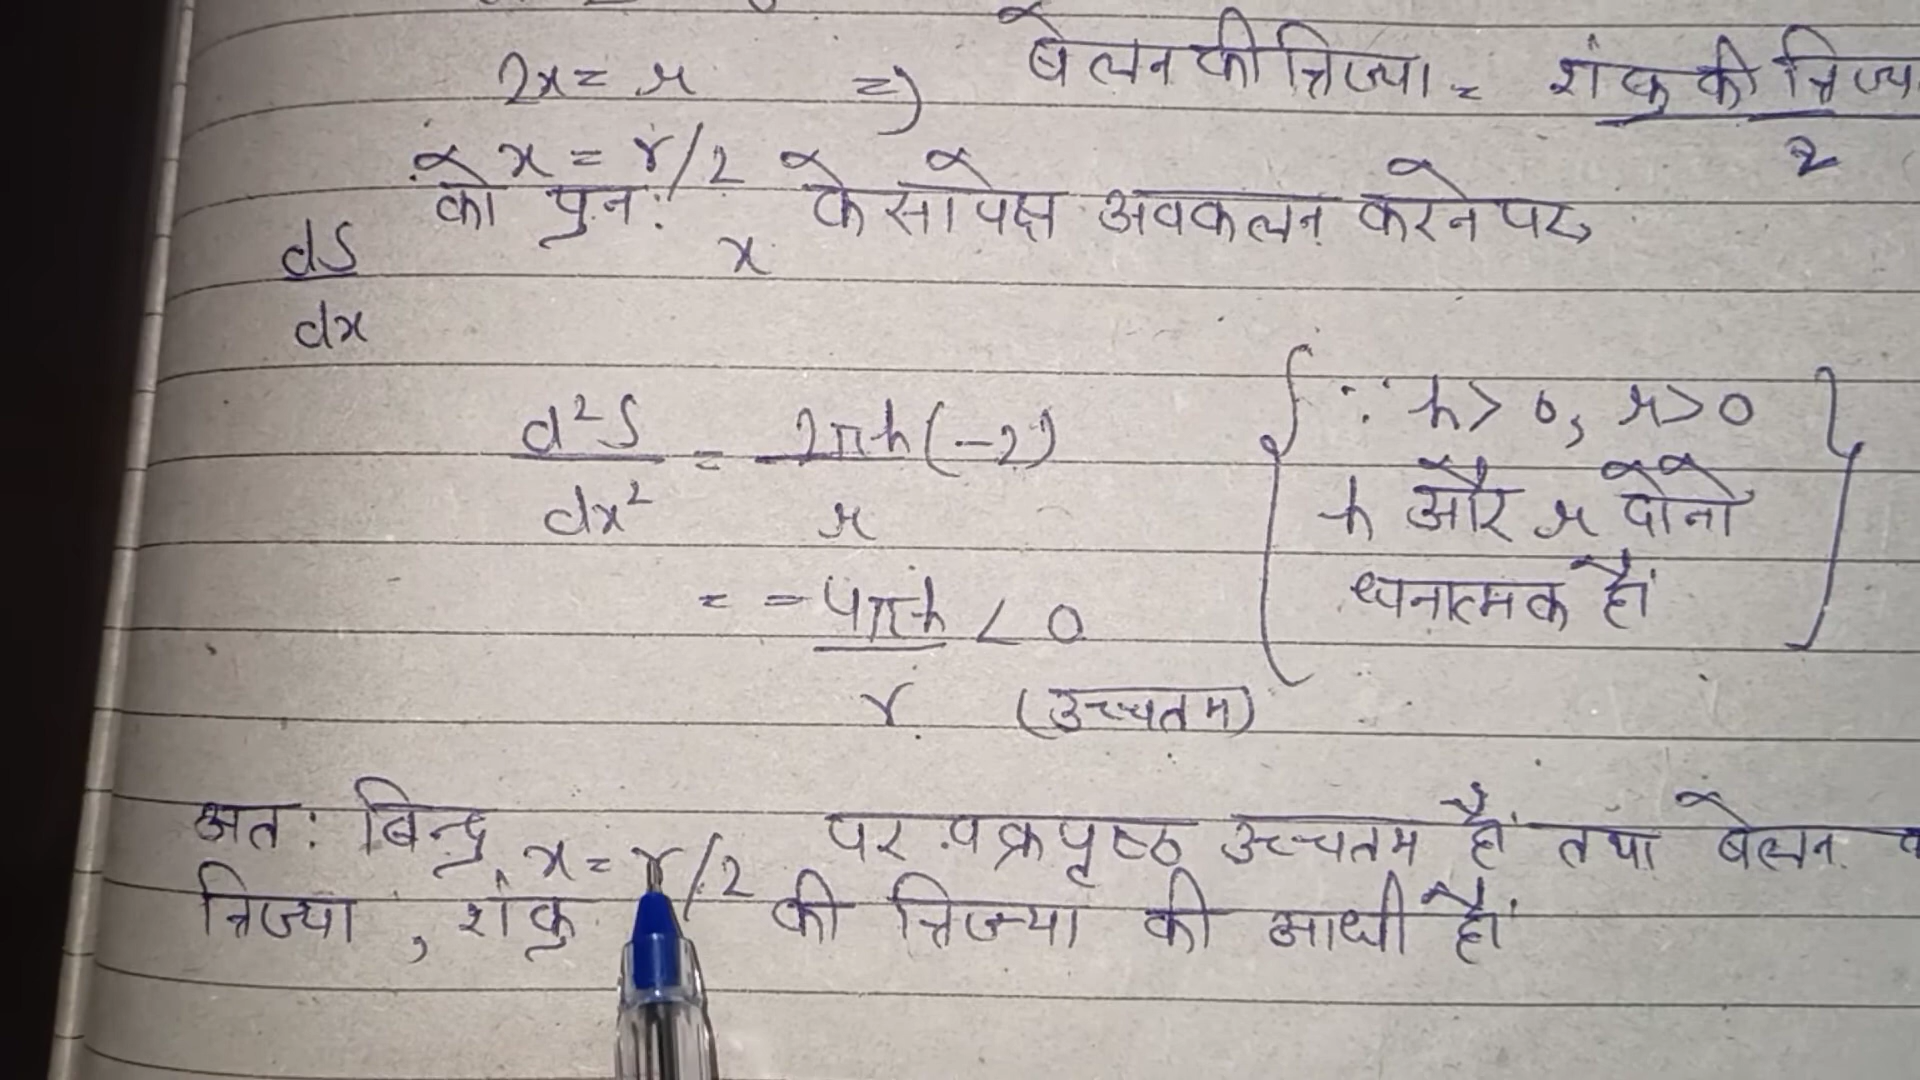 2x = r ⇒ बेलन की त्रिज्या = शंकु की त्रिज्या / 2
x = r/2
dS/dx को पुन: x के सापेक्ष अवकलन करने पर,
d²S/dx² = 2πh(-2)/r {∵ h > 0, r > 0
h और r दोनो
= -4πh/r < 0 धनात्मक है।}
(उच्चतम)
अत: बिन्दु x = r/2 पर वक्रपृष्ठ उच्चतम है। तथा बेलन
त्रिज्या, शंकु की त्रिज्या की आधी है।